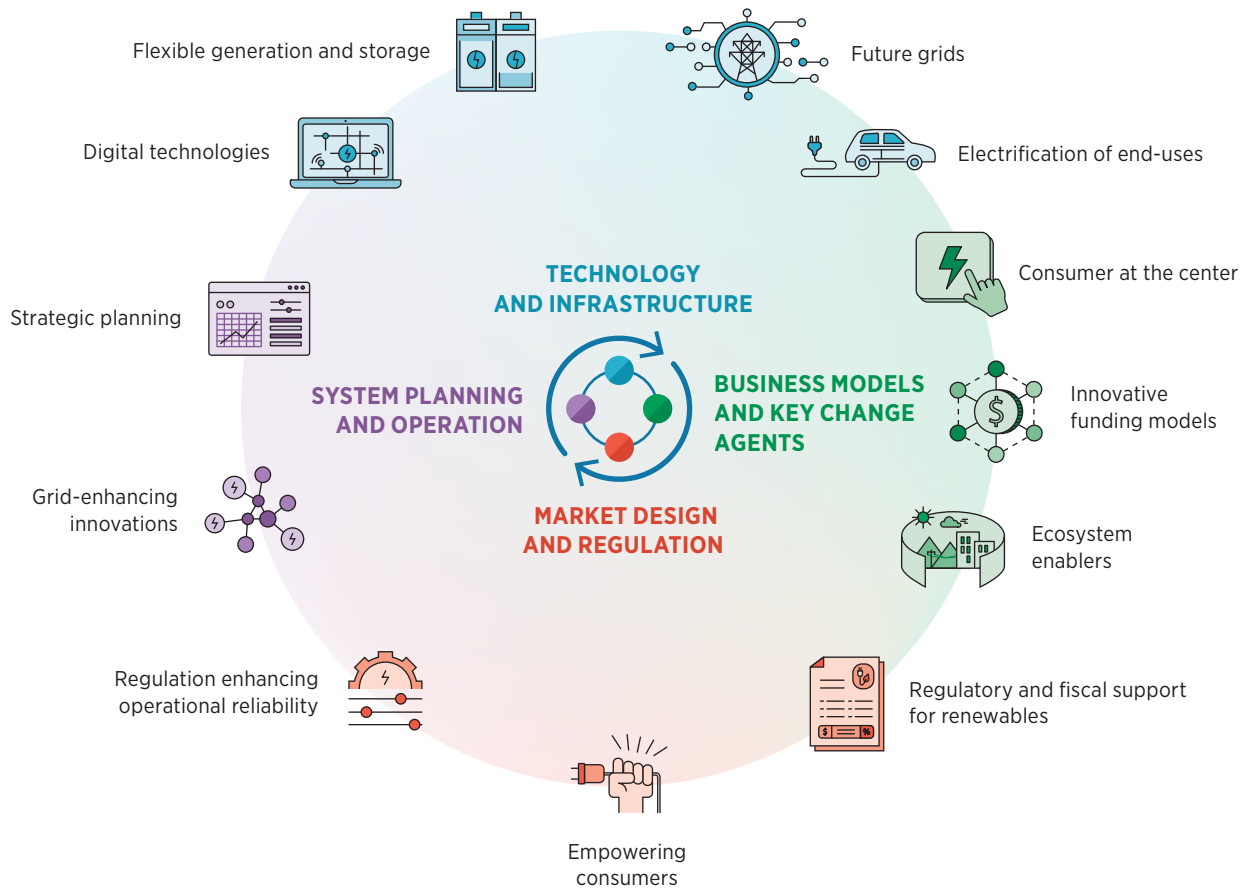 Flexible generation and storage
Future grids
Digital technologies
Electrification of end-uses
Consumer at the center
TECHNOLOGY
AND INFRASTRUCTURE
Strategic planning
SYSTEM PLANNING
AND OPERATION
BUSINESS MODELS
AND KEY CHANGE
AGENTS
$
Innovative
funding models
Grid-enhancing
innovations
MARKET DESIGN
AND REGULATION
Ecosystem
enablers
Regulation enhancing
operational reliability
$ %
Regulatory and fiscal support
for renewables
Empowering
consumers